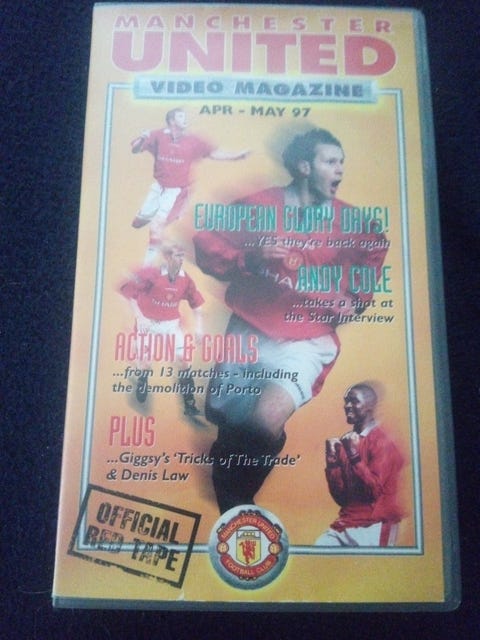 MANCHESTER
UNITED
VIDEO MAGAZINE
APR - MAY 97
EUROPEAN GLORY DAYS!
...YES they're back again
ANDY COLE
...takes a shot at
the Star Interview
ACTION & GOALS
...from 13 matches - including
the demolition of Porto
PLUS
...Giggsy's 'Tricks of The Trade'
& Denis Law
OFFICIAL
RED TAPE
MANCHESTER UNITED
FOOTBALL CLUB